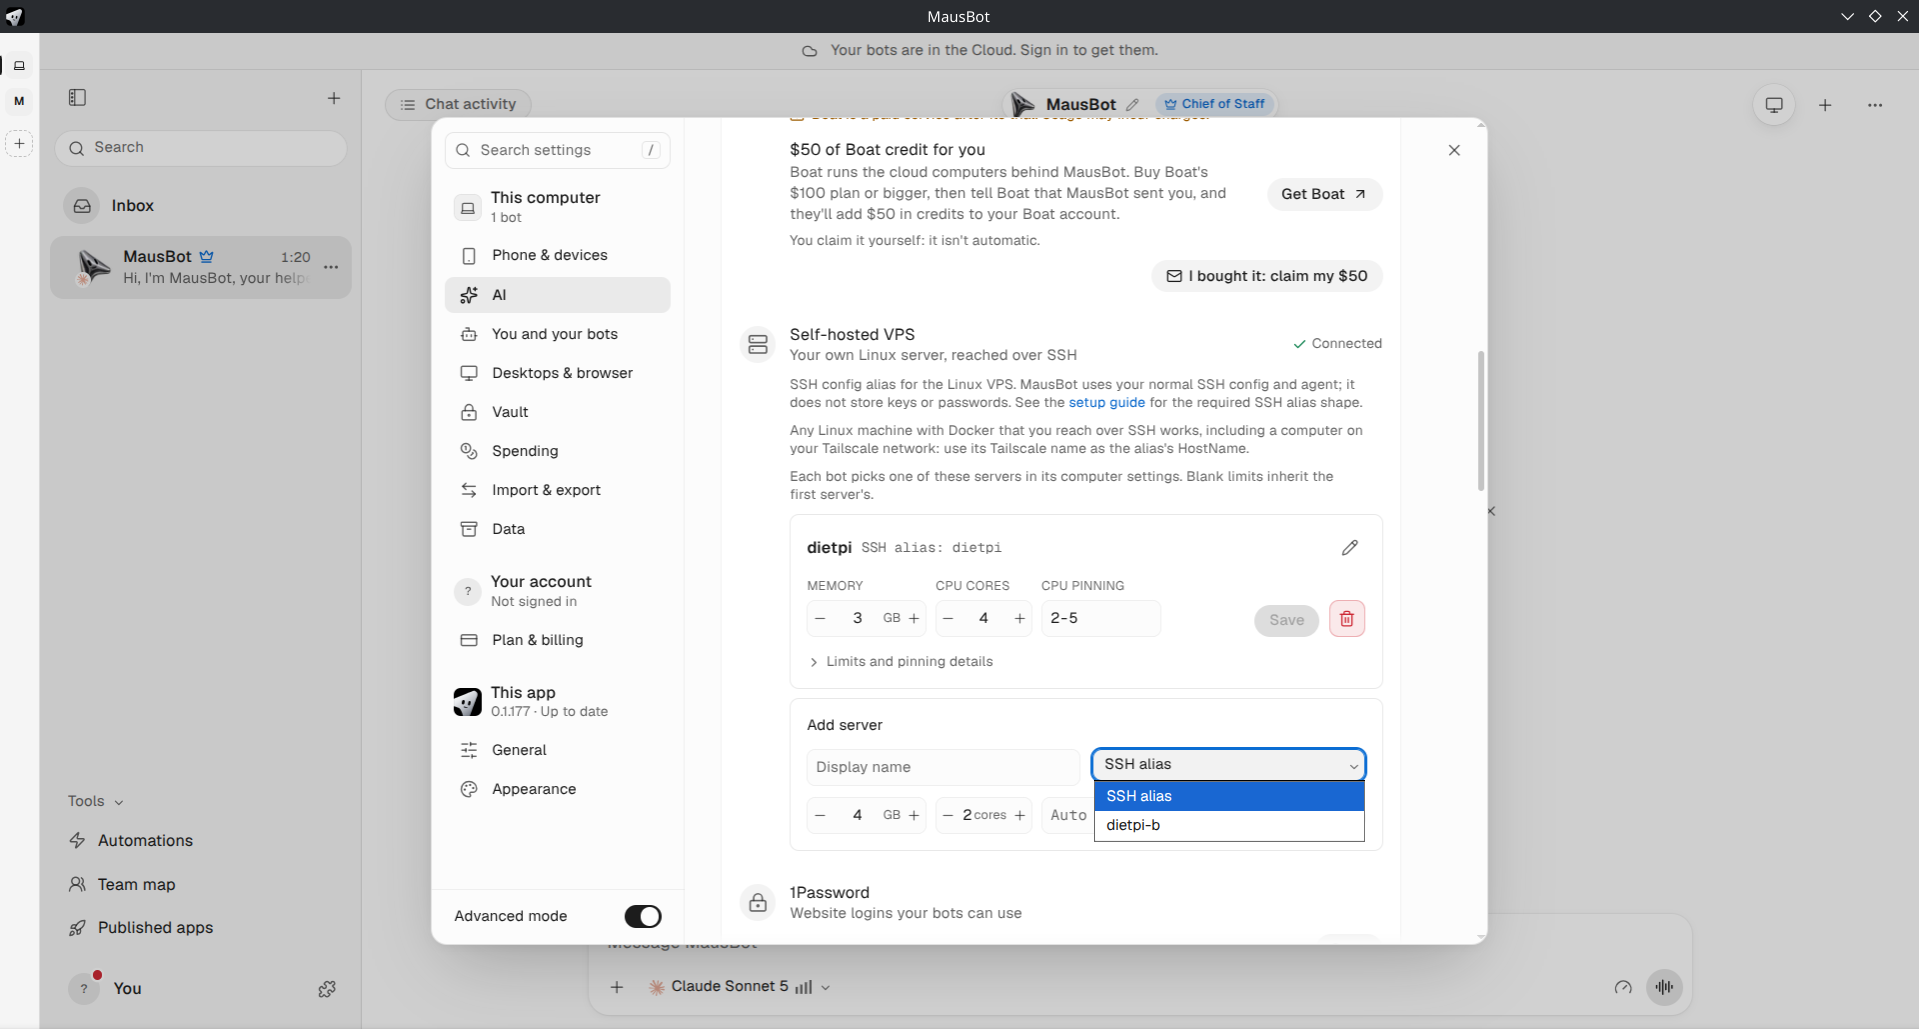 MausBot
Your bots are in the Cloud. Sign in to get them.
M
Search
Inbox
MausBot
1:20
Hi, I'm MausBot, your help
Tools
Automations
Team map
Published apps
?
You
Chat activity
MausBot
Chief of Staff
Search settings
/
This computer
1 bot
Phone & devices
AI
You and your bots
Desktops & browser
Vault
Spending
Import & export
Data
?
Your account
Not signed in
Plan & billing
This app
0.1.177 · Up to date
General
Appearance
Advanced mode
$50 of Boat credit for you
Boat runs the cloud computers behind MausBot. Buy Boat's
$100 plan or bigger, then tell Boat that MausBot sent you, and
they'll add $50 in credits to your Boat account.
You claim it yourself: it isn't automatic.
Get Boat
I bought it: claim my $50
Self-hosted VPS
Your own Linux server, reached over SSH
Connected
SSH config alias for the Linux VPS. MausBot uses your normal SSH config and agent; it
does not store keys or passwords. See the setup guide for the required SSH alias shape.
Any Linux machine with Docker that you reach over SSH works, including a computer on
your Tailscale network: use its Tailscale name as the alias's HostName.
Each bot picks one of these servers in its computer settings. Blank limits inherit the
first server's.
dietpi SSH alias: dietpi
MEMORY CPU CORES CPU PINNING
− 3 GB + − 4 + 2-5
Save
Limits and pinning details
Add server
Display name
SSH alias
SSH alias
dietpi-b
− 4 GB + − 2 cores + Auto
1Password
Website logins your bots can use
Message MausBot
Claude Sonnet 5